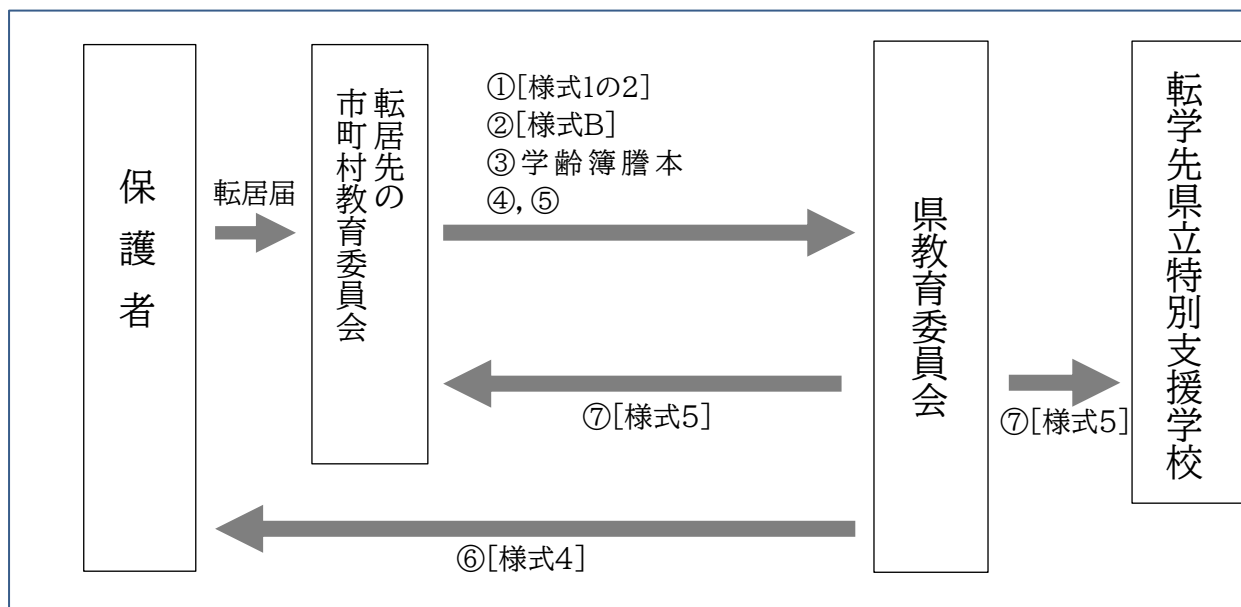 保護者
転居届
転居先の
市町村教育委員会
①[様式1の2]
②[様式B]
③学齢簿謄本
④,⑤
県教育委員会
転学先県立特別支援学校
⑦[様式5]
⑦[様式5]
⑥[様式4]